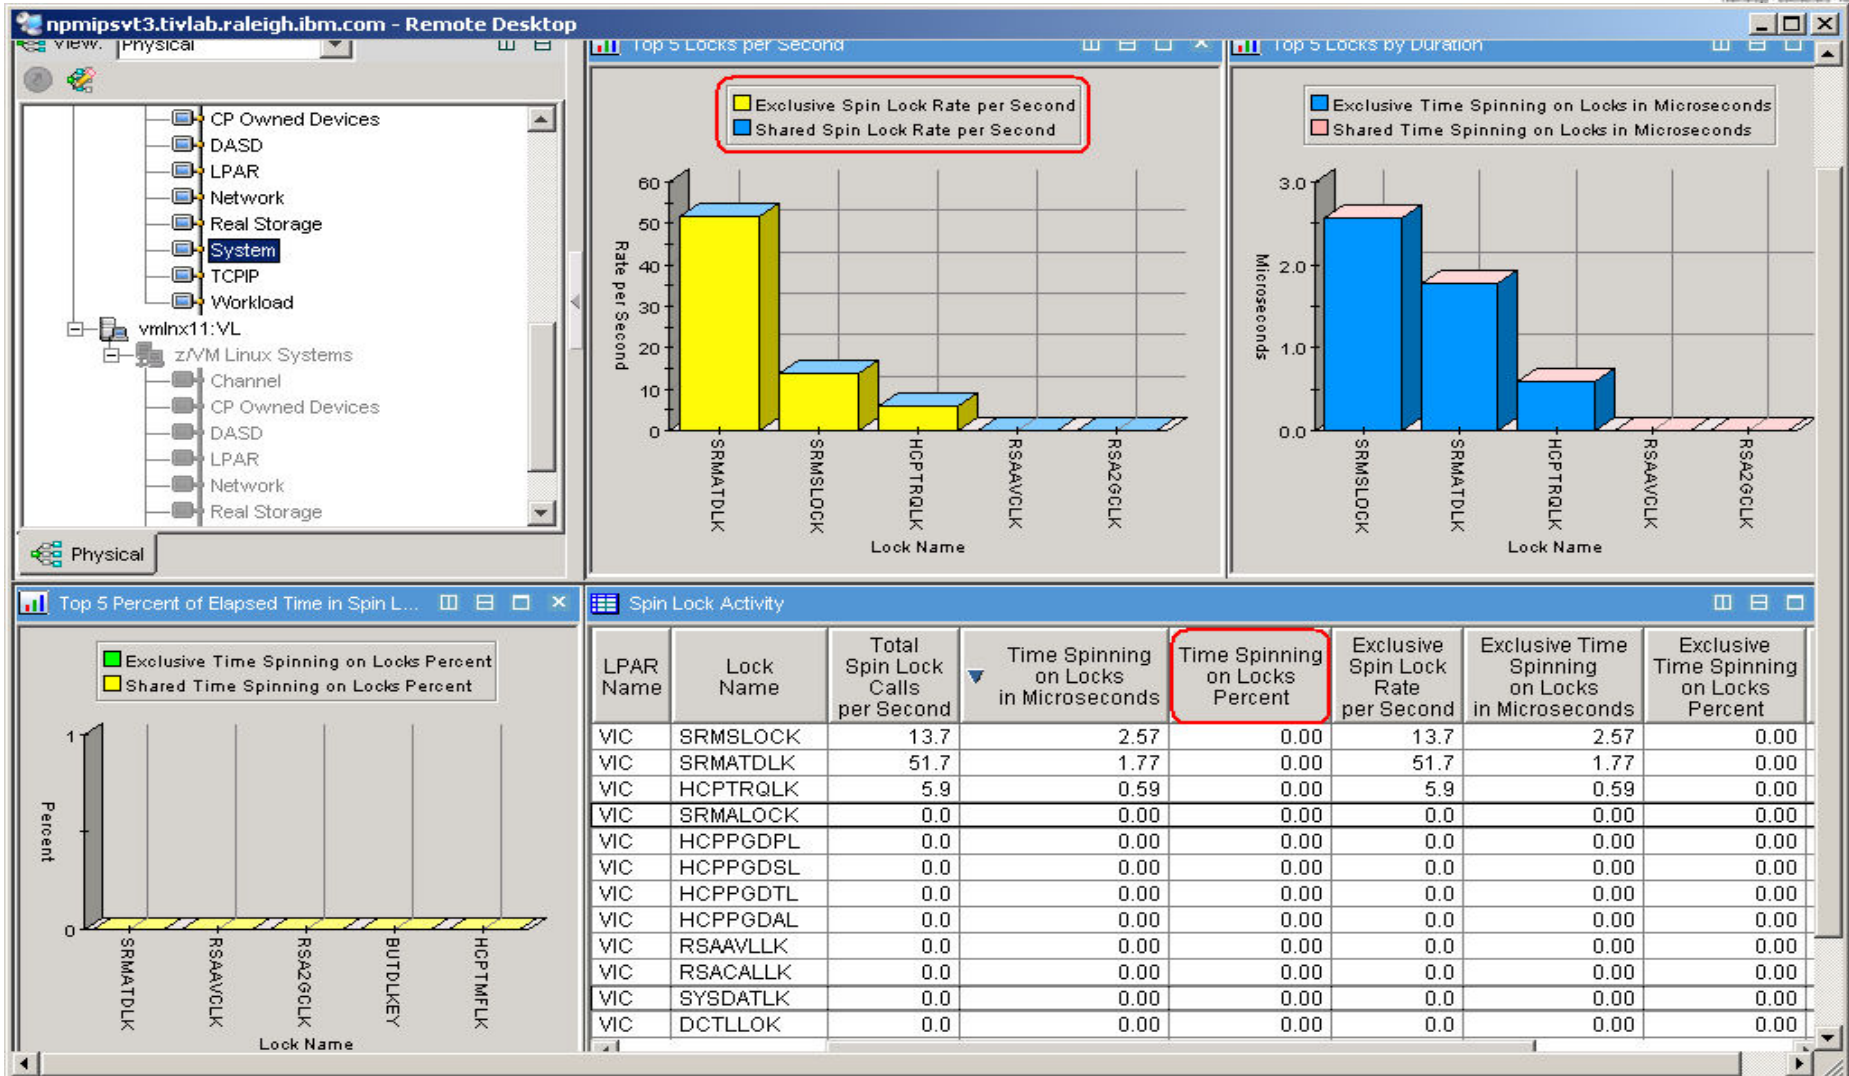 npmipsvt3.tivlab.raleigh.ibm.com - Remote Desktop
View: Physical
CP Owned Devices
DASD
LPAR
Network
Real Storage
System
TCPIP
Workload
vmlnx11:VL
z/VM Linux Systems
Channel
CP Owned Devices
DASD
LPAR
Network
Real Storage
Physical
Top 5 Locks per Second
Exclusive Spin Lock Rate per Second
Shared Spin Lock Rate per Second
60
50
40
30
20
10
0
Rate per Second
SRMATDLK
SRMSLOCK
HCPTRQLK
RSAAVCLK
RSA2GCLK
Lock Name
Top 5 Locks by Duration
Exclusive Time Spinning on Locks in Microseconds
Shared Time Spinning on Locks in Microseconds
3.0
2.0
1.0
0.0
Microseconds
SRMSLOCK
SRMATDLK
HCPTRQLK
RSAAVCLK
RSA2GCLK
Lock Name
Top 5 Percent of Elapsed Time in Spin L...
Exclusive Time Spinning on Locks Percent
Shared Time Spinning on Locks Percent
1
0
Percent
SRMATDLK
RSAAVCLK
RSA2GCLK
BUTDLKEY
HCPTMFLK
Lock Name
Spin Lock Activity
LPAR Name | Lock Name | Total Spin Lock Calls per Second | Time Spinning on Locks in Microseconds | Time Spinning on Locks Percent | Exclusive Spin Lock Rate per Second | Exclusive Time Spinning on Locks in Microseconds | Exclusive Time Spinning on Locks Percent
VIC SRMSLOCK 13.7 2.57 0.00 13.7 2.57 0.00
VIC SRMATDLK 51.7 1.77 0.00 51.7 1.77 0.00
VIC HCPTRQLK 5.9 0.59 0.00 5.9 0.59 0.00
VIC SRMALOCK 0.0 0.00 0.00 0.0 0.00 0.00
VIC HCPPGDPL 0.0 0.00 0.00 0.0 0.00 0.00
VIC HCPPGDSL 0.0 0.00 0.00 0.0 0.00 0.00
VIC HCPPGDTL 0.0 0.00 0.00 0.0 0.00 0.00
VIC HCPPGDAL 0.0 0.00 0.00 0.0 0.00 0.00
VIC RSAAVLLK 0.0 0.00 0.00 0.0 0.00 0.00
VIC RSACALLK 0.0 0.00 0.00 0.0 0.00 0.00
VIC SYSDATLK 0.0 0.00 0.00 0.0 0.00 0.00
VIC DCTLLOK 0.0 0.00 0.00 0.0 0.00 0.00